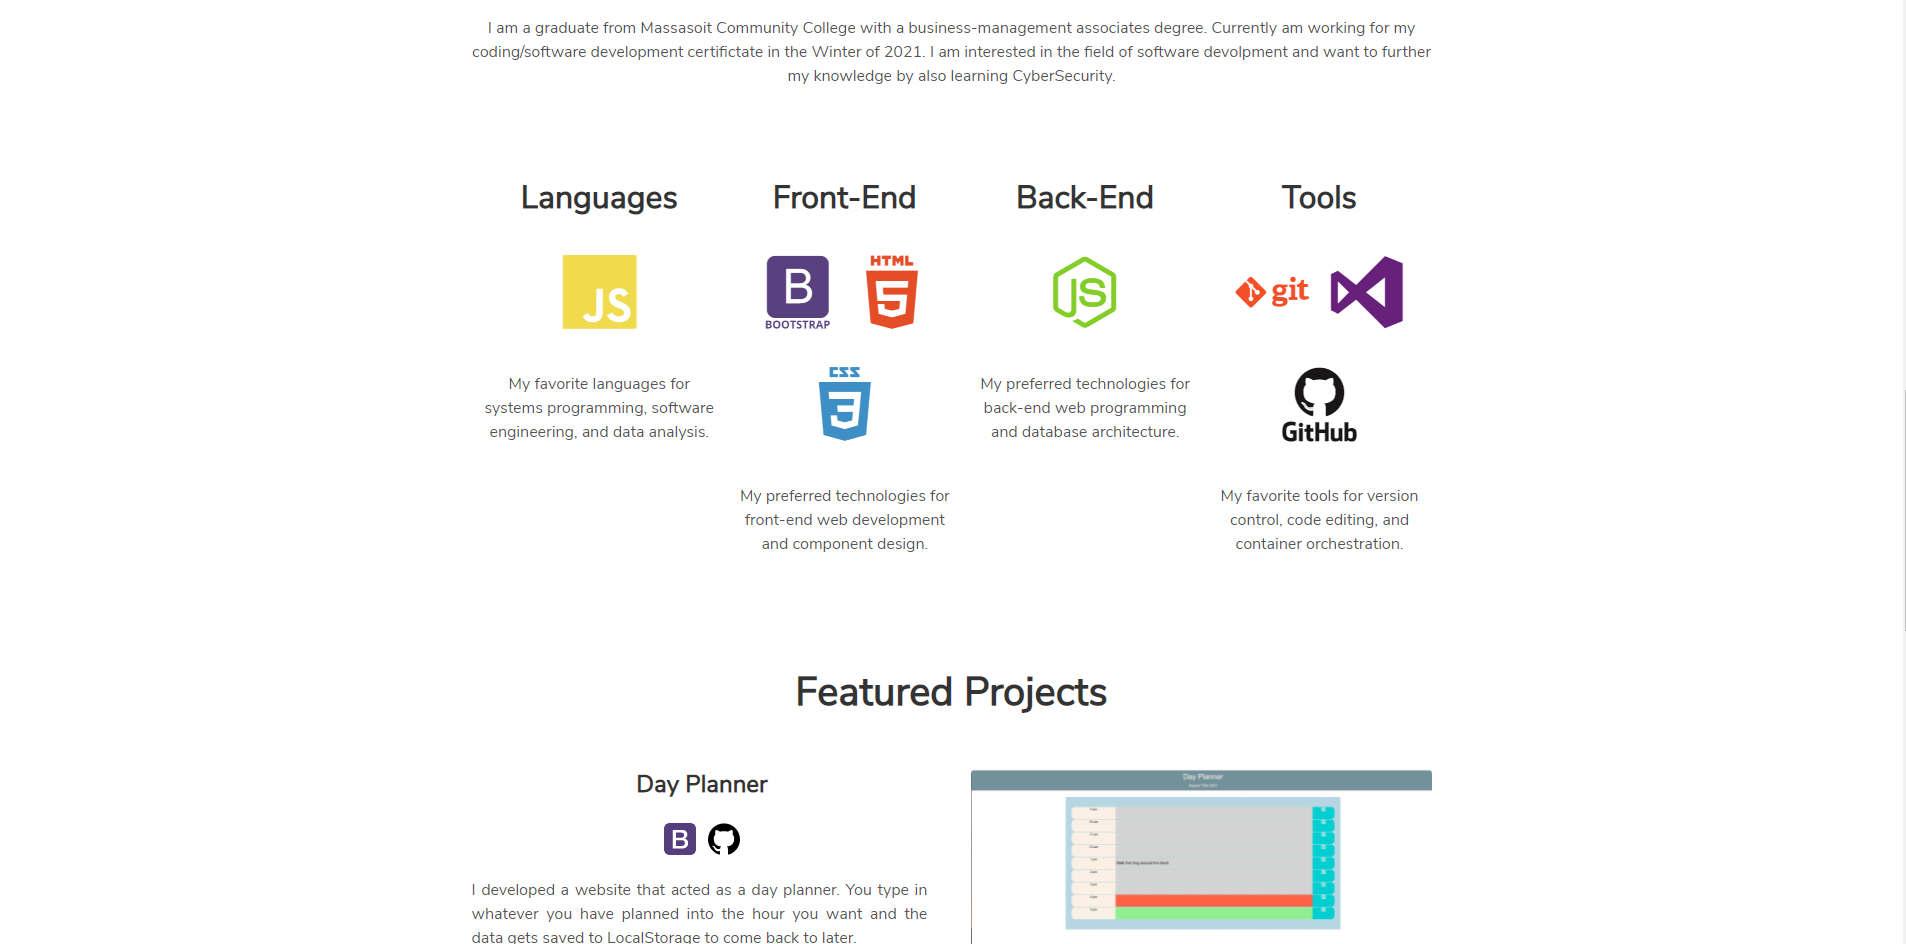 I am a graduate from Massasoit Community College with a business-management associates degree. Currently am working for my
coding/software development certifictate in the Winter of 2021. I am interested in the field of software devolpment and want to further
my knowledge by also learning CyberSecurity.
Languages
JS
My favorite languages for
systems programming, software
engineering, and data analysis.
Front-End
B
BOOTSTRAP
HTML
5
CSS
3
My preferred technologies for
front-end web development
and component design.
Back-End
JS
My preferred technologies for
back-end web programming
and database architecture.
Tools
git
GitHub
My favorite tools for version
control, code editing, and
container orchestration.
Featured Projects
Day Planner
B
I developed a website that acted as a day planner. You type in
whatever you have planned into the hour you want and the
data gets saved to LocalStorage to come back to later.
Day Planner